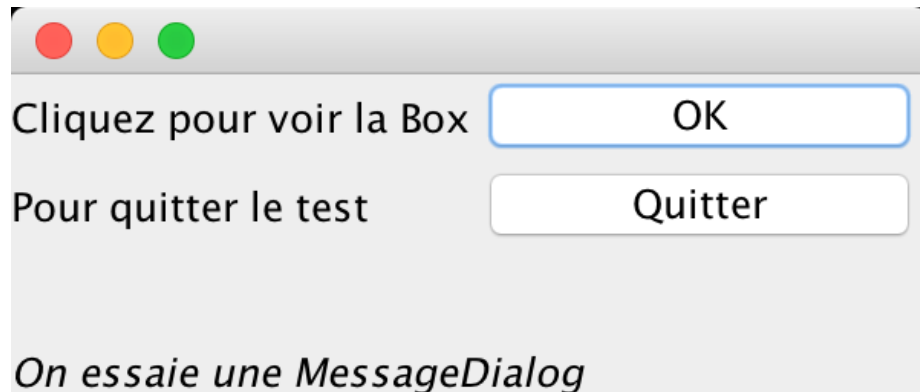 Cliquez pour voir la Box OK
Pour quitter le test Quitter
On essaie une MessageDialog